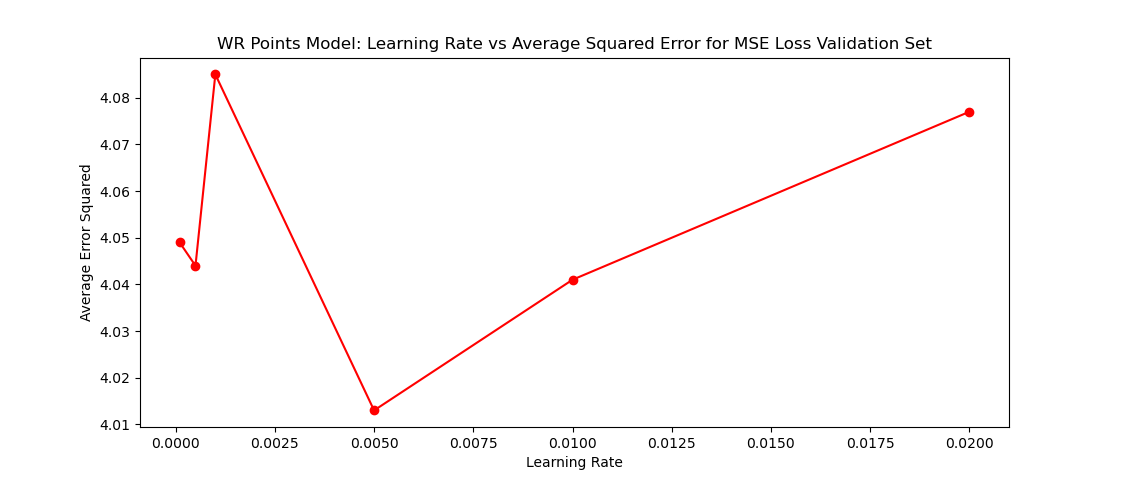 WR Points Model: Learning Rate vs Average Squared Error for MSE Loss Validation Set
Average Error Squared
4.08
4.07
4.06
4.05
4.04
4.03
4.02
4.01
0.0000 0.0025 0.0050 0.0075 0.0100 0.0125 0.0150 0.0175 0.0200
Learning Rate